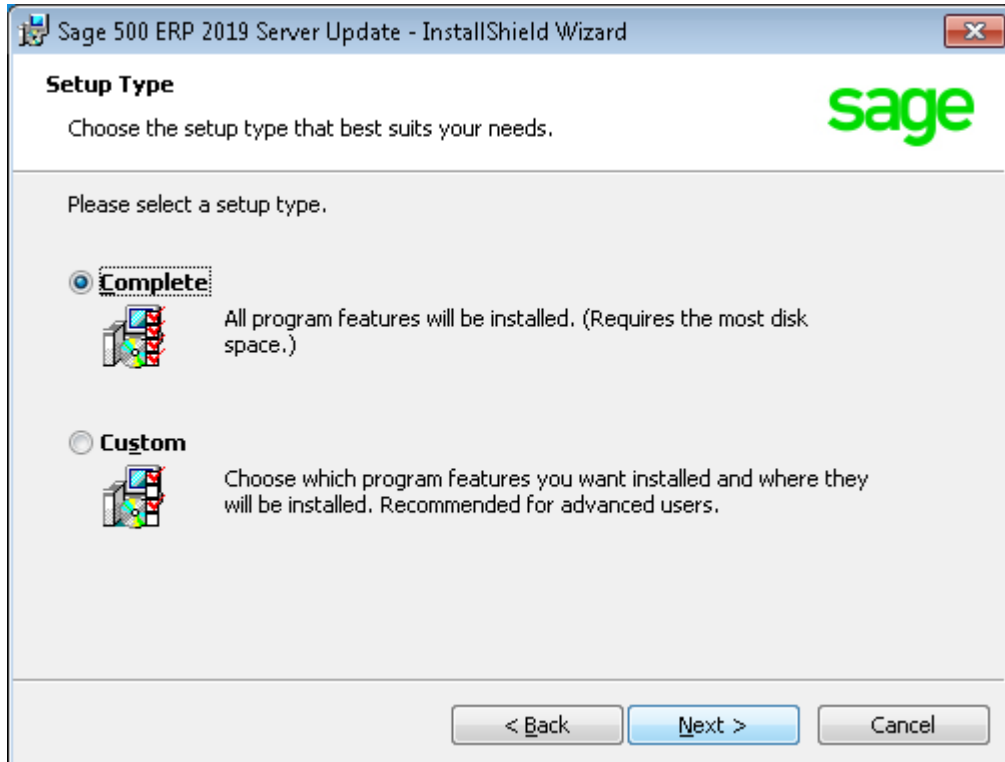 Sage 500 ERP 2019 Server Update - InstallShield Wizard
Setup Type
Choose the setup type that best suits your needs.
sage
Please select a setup type.
Complete
All program features will be installed. (Requires the most disk
space.)
Custom
Choose which program features you want installed and where they
will be installed. Recommended for advanced users.
< Back Next > Cancel